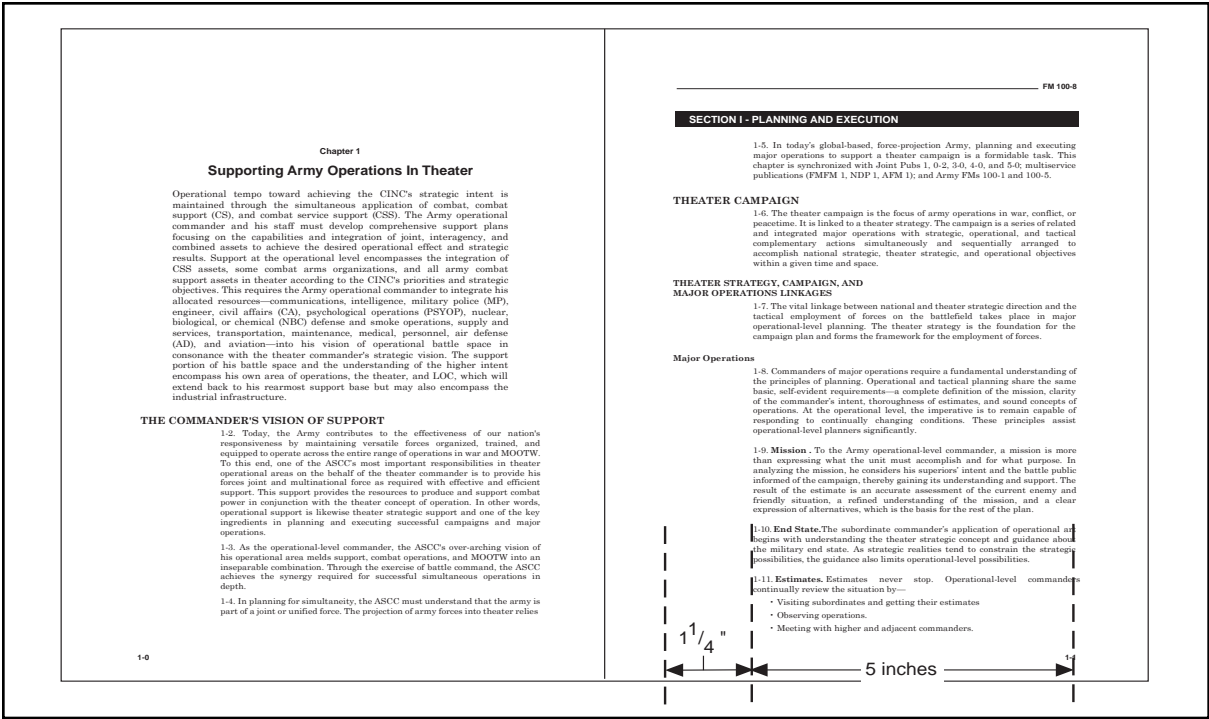 Chapter 1
Supporting Army Operations In Theater
Operational tempo toward achieving the CINC's strategic intent is
maintained through the simultaneous application of combat, combat
support (CS), and combat service support (CSS). The Army operational
commander and his staff must develop comprehensive support plans
focusing on the capabilities and integration of joint, interagency, and
combined assets to achieve the desired operational effect and strategic
results. Support at the operational level encompasses the integration of
CSS assets, some combat arms organizations, and all army combat
support assets in theater according to the CINC's priorities and strategic
objectives. This requires the Army operational commander to integrate his
allocated resources—communications, intelligence, military police (MP),
engineer, civil affairs (CA), psychological operations (PSYOP), nuclear,
biological, or chemical (NBC) defense and smoke operations, supply and
services, transportation, maintenance, medical, personnel, air defense
(AD), and aviation—into his vision of operational battle space in
consonance with the theater commander's strategic vision. The support
portion of his battle space and the understanding of the higher intent
encompass his own area of operations, the theater, and LOC, which will
extend back to his rearmost support base but may also encompass the
industrial infrastructure.
THE COMMANDER'S VISION OF SUPPORT
1-2. Today, the Army contributes to the effectiveness of our nation's
responsiveness by maintaining versatile forces organized, trained, and
equipped to operate across the entire range of operations in war and MOOTW.
To this end, one of the ASCC's most important responsibilities in theater
operational areas on the behalf of the theater commander is to provide his
forces joint and multinational force as required with effective and efficient
support. This support provides the resources to produce and support combat
power in conjunction with the theater concept of operation. In other words,
operational support is likewise theater strategic support and one of the key
ingredients in planning and executing successful campaigns and major
operations.
1-3. As the operational-level commander, the ASCC's over-arching vision of
his operational area melds support, combat operations, and MOOTW into an
inseparable combination. Through the exercise of battle command, the ASCC
achieves the synergy required for successful simultaneous operations in
depth.
1-4. In planning for simultaneity, the ASCC must understand that the army is
part of a joint or unified force. The projection of army forces into theater relies
1-0
FM 100-8
SECTION I - PLANNING AND EXECUTION
1-5. In today's global-based, force-projection Army, planning and executing
major operations to support a theater campaign is a formidable task. This
chapter is synchronized with Joint Pubs 1, 0-2, 3-0, 4-0, and 5-0; multiservice
publications (FMFM 1, NDP 1, AFM 1); and Army FMs 100-1 and 100-5.
THEATER CAMPAIGN
1-6. The theater campaign is the focus of army operations in war, conflict, or
peacetime. It is linked to a theater strategy. The campaign is a series of related
and integrated major operations with strategic, operational, and tactical
complementary actions simultaneously and sequentially arranged to
accomplish national strategic, theater strategic, and operational objectives
within a given time and space.
THEATER STRATEGY, CAMPAIGN, AND
MAJOR OPERATIONS LINKAGES
1-7. The vital linkage between national and theater strategic direction and the
tactical employment of forces on the battlefield takes place in major
operational-level planning. The theater strategy is the foundation for the
campaign plan and forms the framework for the employment of forces.
Major Operations
1-8. Commanders of major operations require a fundamental understanding of
the principles of planning. Operational and tactical planning share the same
basic, self-evident requirements—a complete definition of the mission, clarity
of the commander's intent, thoroughness of estimates, and sound concepts of
operations. At the operational level, the imperative is to remain capable of
responding to continually changing conditions. These principles assist
operational-level planners significantly.
1-9. Mission . To the Army operational-level commander, a mission is more
than expressing what the unit must accomplish and for what purpose. In
analyzing the mission, he considers his superiors' intent and the battle public
informed of the campaign, thereby gaining its understanding and support. The
result of the estimate is an accurate assessment of the current enemy and
friendly situation, a refined understanding of the mission, and a clear
expression of alternatives, which is the basis for the rest of the plan.
1-10. End State.The subordinate commander's application of operational art
begins with understanding the theater strategic concept and guidance about
the military end state. As strategic realities tend to constrain the strategic
possibilities, the guidance also limits operational-level possibilities.
1-11. Estimates. Estimates never stop. Operational-level commanders
continually review the situation by—
• Visiting subordinates and getting their estimates
• Observing operations.
• Meeting with higher and adjacent commanders.
1 1/4 "
5 inches